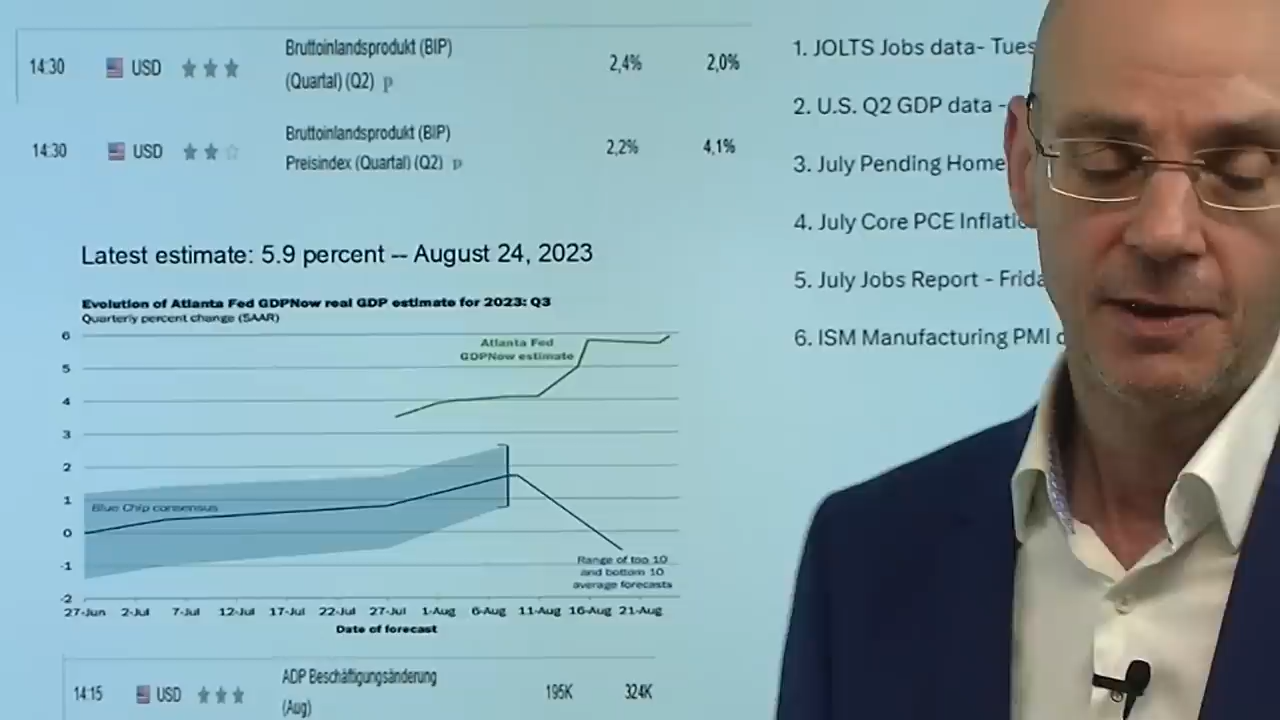 14:30 USD Bruttoinlandsprodukt (BIP) 2,4% 2,0%
(Quartal) (Q2) p
14:30 USD Bruttoinlandsprodukt (BIP) 2,2% 4,1%
Preisindex (Quartal) (Q2) p
Latest estimate: 5.9 percent -- August 24, 2023
Evolution of Atlanta Fed GDPNow real GDP estimate for 2023: Q3
Quarterly percent change (SAAR)
6
5
4
3
2
1
0
-1
-2
Atlanta Fed
GDPNow estimate
Blue Chip consensus
Range of top 10
and bottom 10
average forecasts
27-Jun 2-Jul 7-Jul 12-Jul 17-Jul 22-Jul 27-Jul 1-Aug 6-Aug 11-Aug 16-Aug 21-Aug
Date of forecast
14:15 USD ADP Beschäftigungsänderung 195K 324K
(Aug)
1. JOLTS Jobs data- Tues
2. U.S. Q2 GDP data -
3. July Pending Home
4. July Core PCE
5. July Jobs Report - Frida
6. ISM Manufacturing PMI